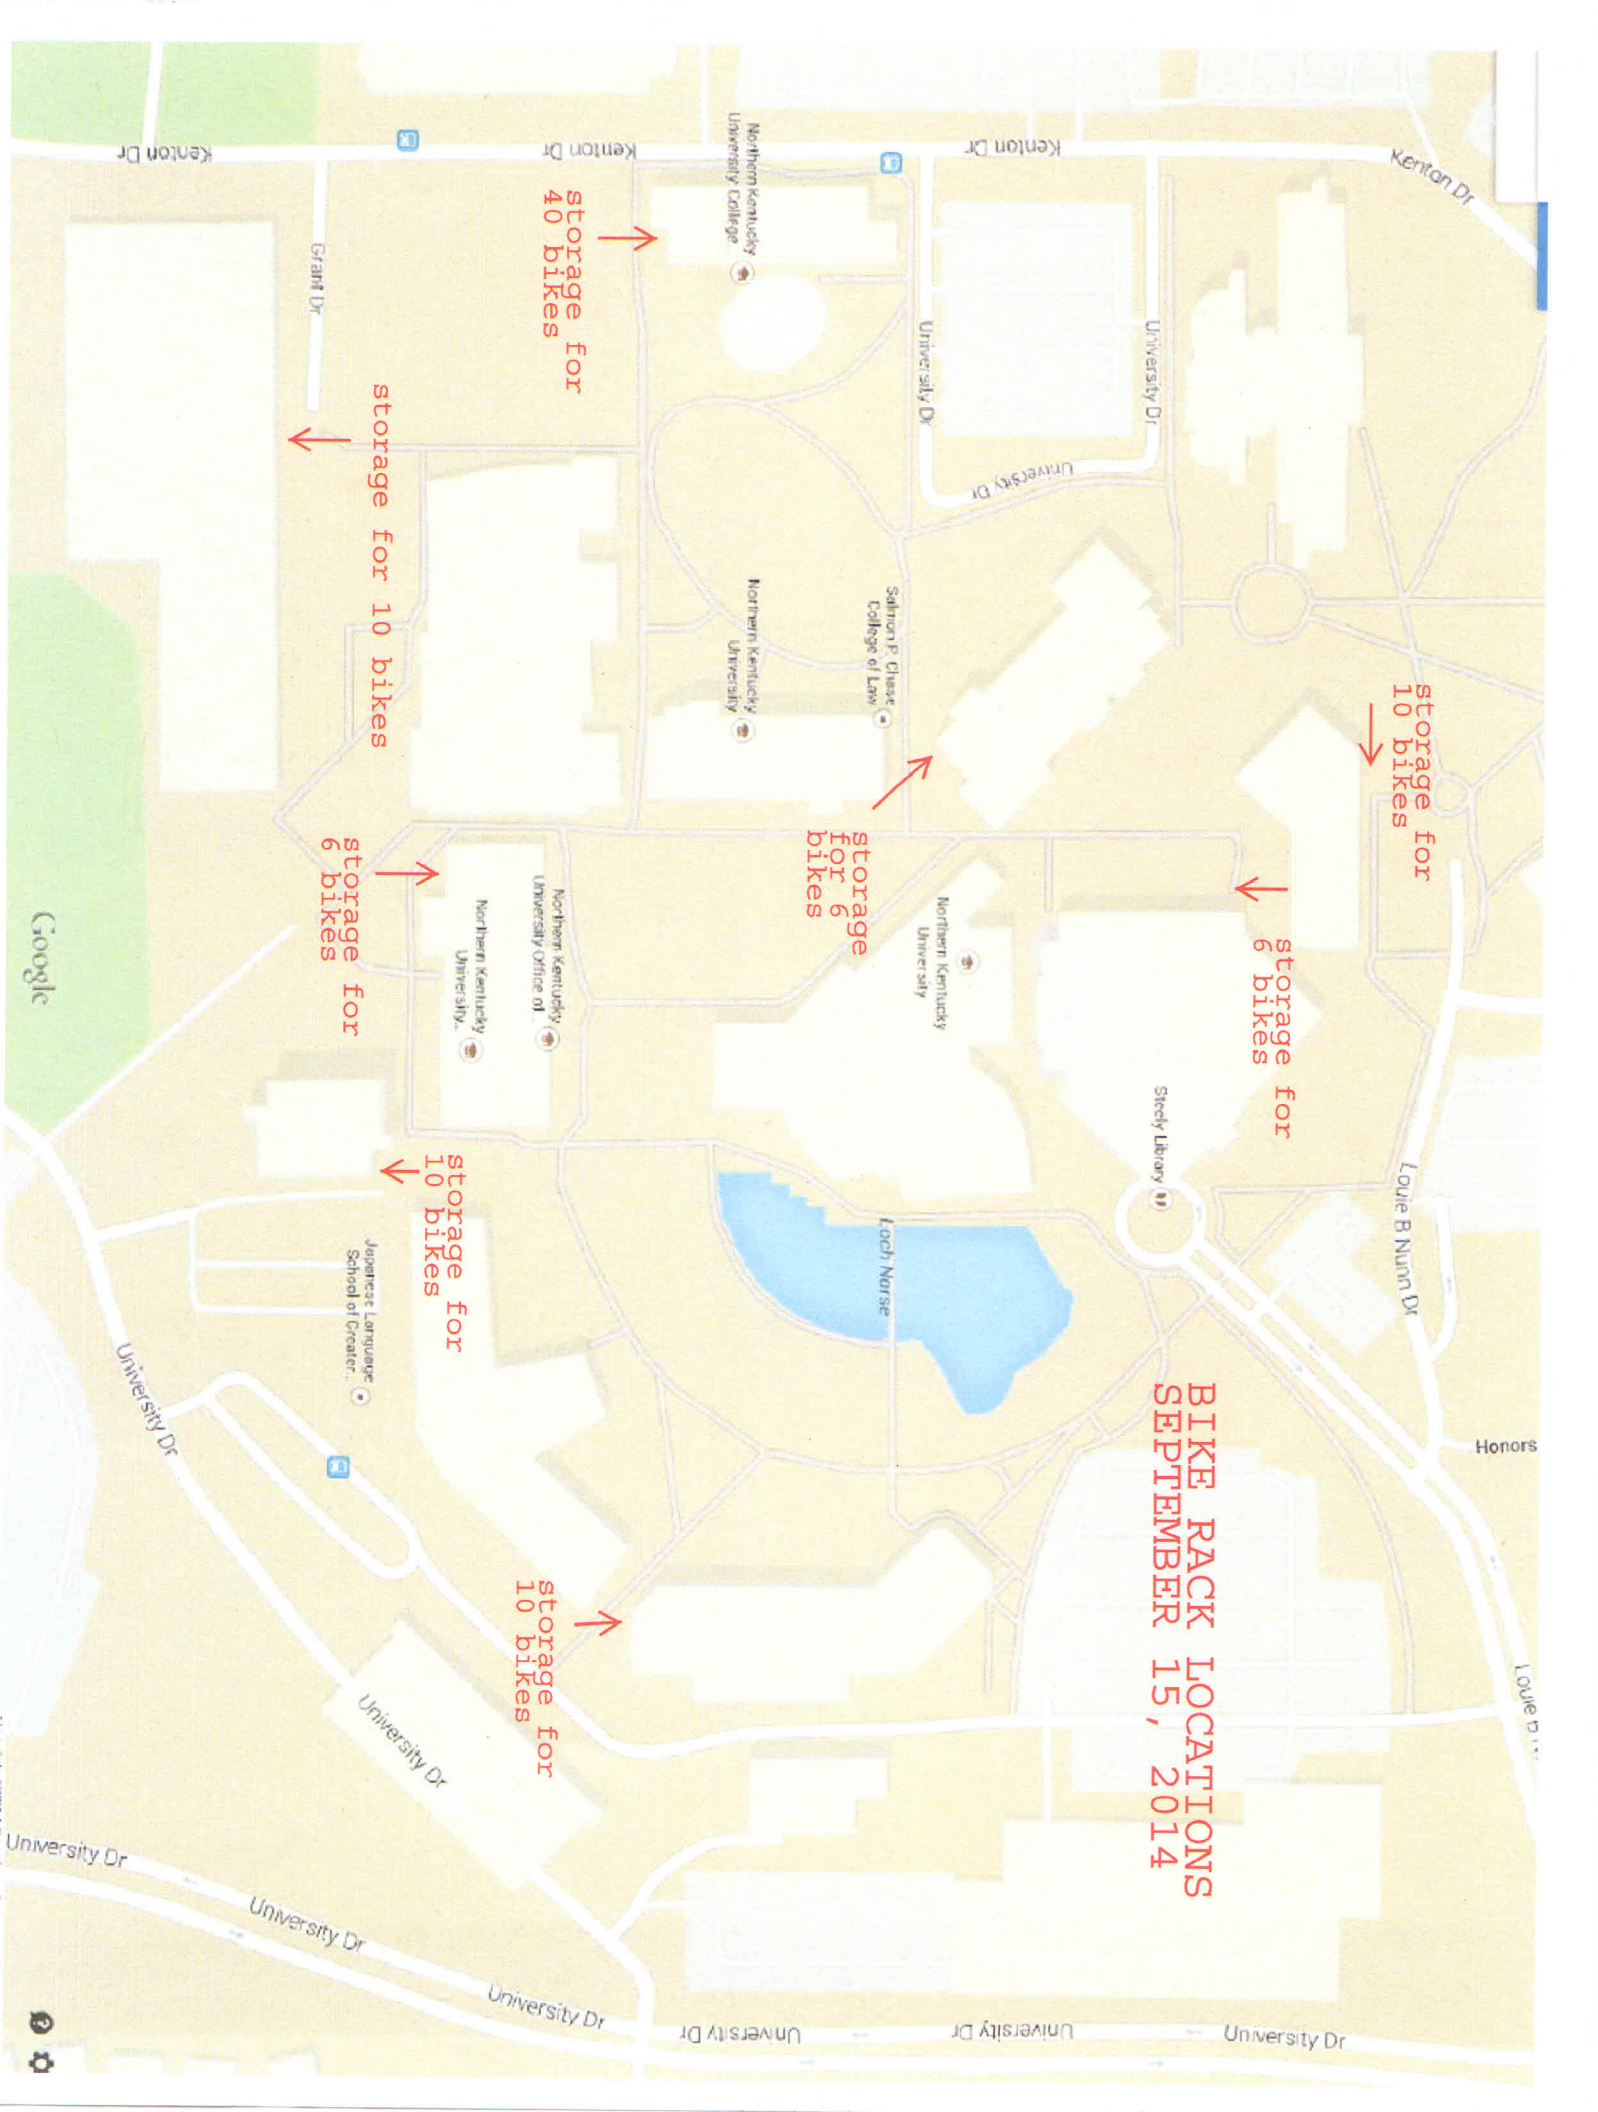 BIKE RACK LOCATIONS
SEPTEMBER 15, 2014
Kenton Dr
Kenton Dr
Kenton Dr
Kenton Dr
Honors
Louie B Nunn Dr
storage for
10 bikes
storage for
6 bikes
University Dr
University Dr
University Dr
Steely Library
Salmon P. Chase
College of Law
Northern Kentucky
University
storage
for 6
bikes
Loch Norse
Northern Kentucky
University College
Northern Kentucky
University
storage for
40 bikes
Northern Kentucky
University Office of...
Northern Kentucky
University...
storage for
10 bikes
storage for
10 bikes
Grant Dr
storage for 10 bikes
storage for
6 bikes
Japanese Language
School of Greater...
University Dr
University Dr
University Dr
University Dr
University Dr
University Dr
University Dr
University Dr
Google